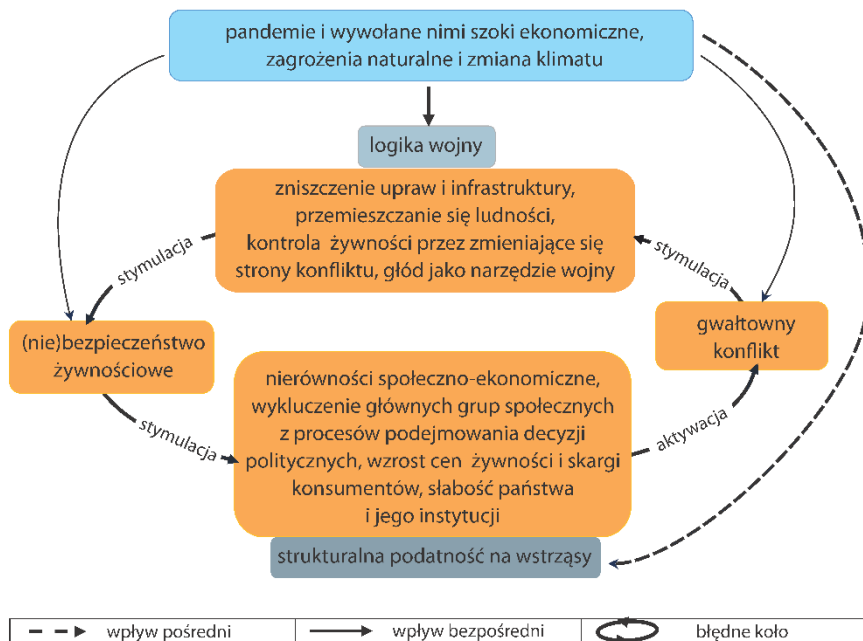 pandemie i wywołane nimi szoki ekonomiczne,
zagrożenia naturalne i zmiana klimatu
logika wojny
zniszczenie upraw i infrastruktury,
przemieszczanie się ludności,
kontrola żywności przez zmieniające się
strony konfliktu, głód jako narzędzie wojny
stymulacja
stymulacja
(nie)bezpieczeństwo
żywnościowe
gwałtowny
konflikt
nierówności społeczno-ekonomiczne,
wykluczenie głównych grup społecznych
z procesów podejmowania decyzji
politycznych, wzrost cen żywności i skargi
konsumentów, słabość państwa
i jego instytucji
stymulacja
aktywacja
strukturalna podatność na wstrząsy
wpływ pośredni
wpływ bezpośredni
błędne koło